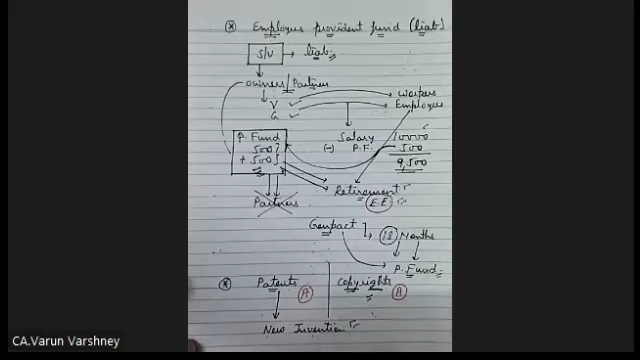 Employees provident fund (liab)
S/V → liab.
owners/Partner
V
G
workers
Employees
P. Fund
500
+ 500
Salary 10000
(-) P.F. 500
9,500
Partners
Retirement
E.E
Genpact
18 Months
P. Fund
Patents (A)
Copyrights (A)
New Invention
CA.Varun Varshney